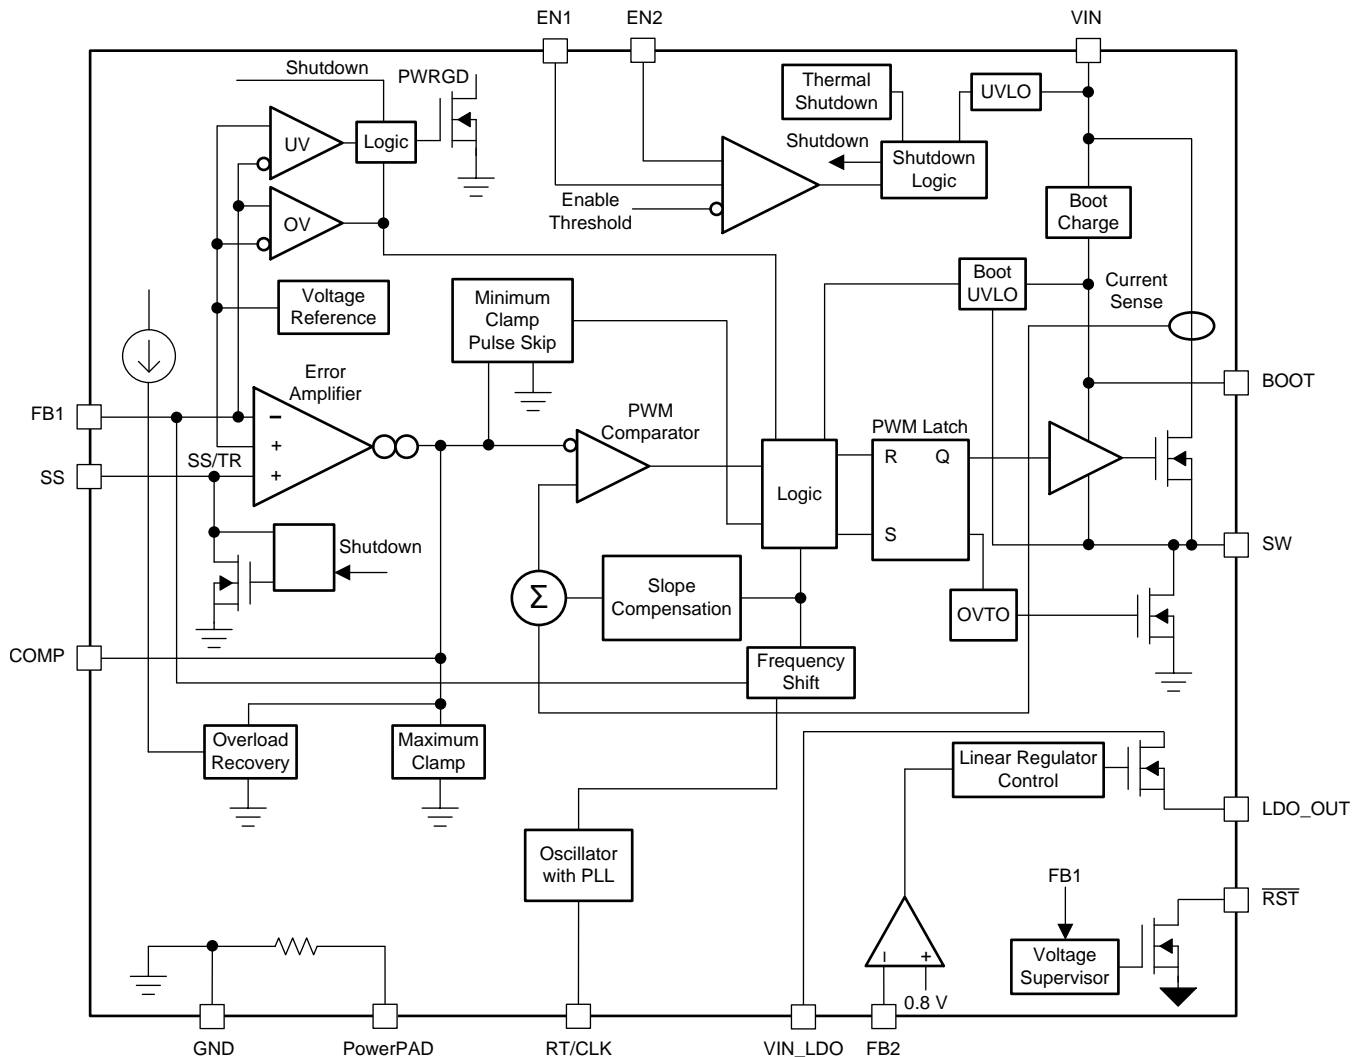 EN1
EN2
VIN
Shutdown
PWRGD
UV
Logic
OV
Thermal
Shutdown
UVLO
Shutdown
Shutdown
Logic
Enable
Threshold
Boot
Charge
Voltage
Reference
Minimum
Clamp
Pulse Skip
Boot
UVLO
Current
Sense
BOOT
Error
Amplifier
FB1
−
+
+
SS/TR
SS
PWM
Comparator
Logic
PWM Latch
R
Q
S
SW
Shutdown
Σ
Slope
Compensation
OVTO
COMP
Frequency
Shift
Overload
Recovery
Maximum
Clamp
Linear Regulator
Control
LDO_OUT
Oscillator
with PLL
FB1
RST
Voltage
Supervisor
−
+
0.8 V
GND
PowerPAD
RT/CLK
VIN_LDO
FB2